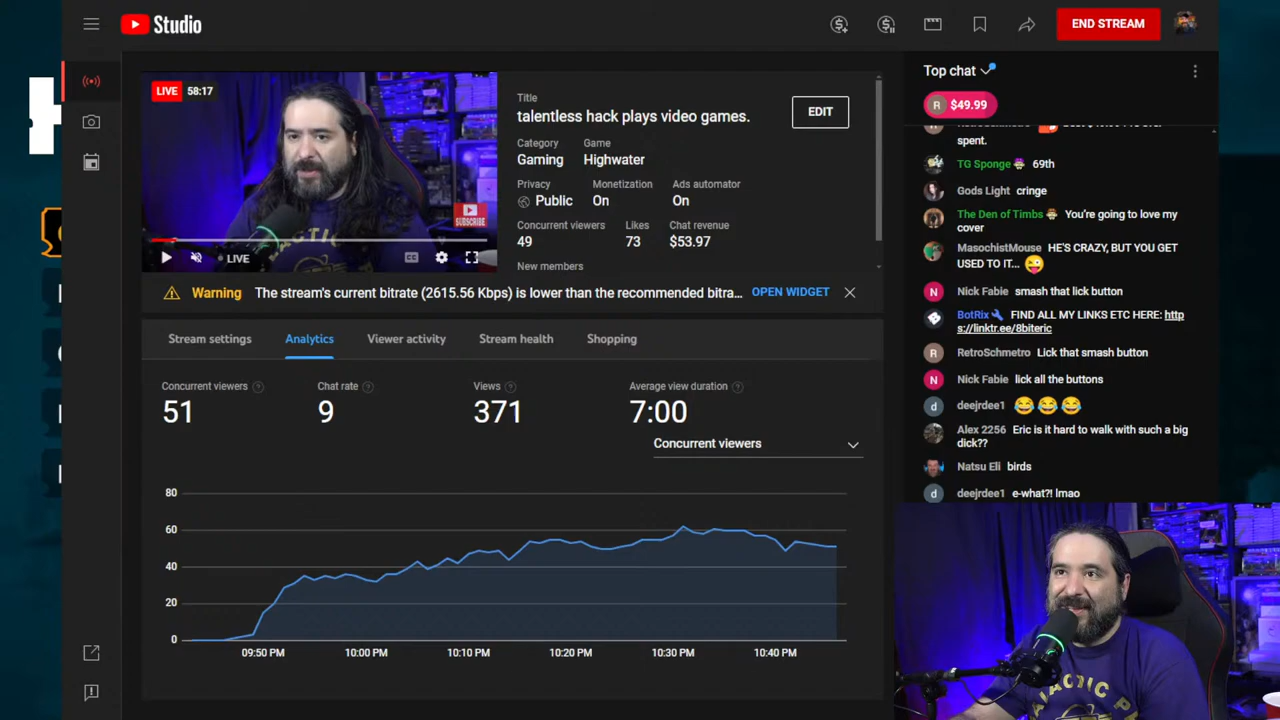 Studio
END STREAM
LIVE 58:17
SUBSCRIBE
LIVE
CC
Title
talentless hack plays video games.
EDIT
Category Game
Gaming Highwater
Privacy Monetization Ads automator
Public On On
Concurrent viewers Likes Chat revenue
49 73 $53.97
New members
Warning The stream's current bitrate (2615.56 Kbps) is lower than the recommended bitra... OPEN WIDGET
Stream settings Analytics Viewer activity Stream health Shopping
Concurrent viewers Chat rate Views Average view duration
51 9 371 7:00
Concurrent viewers
80
60
40
20
0
09:50 PM 10:00 PM 10:10 PM 10:20 PM 10:30 PM 10:40 PM
Top chat
R $49.99
spent.
TG Sponge 69th
Gods Light cringe
The Den of Timbs You're going to love my
cover
MasochistMouse HE'S CRAZY, BUT YOU GET
USED TO IT...
N Nick Fabie smash that lick button
BotRix FIND ALL MY LINKS ETC HERE: http
s://linktr.ee/8biteric
R RetroSchmetro Lick that smash button
N Nick Fabie lick all the buttons
d deejrdee1
Alex 2256 Eric is it hard to walk with such a big
dick??
Natsu Eli birds
d deejrdee1 e-what?! lmao